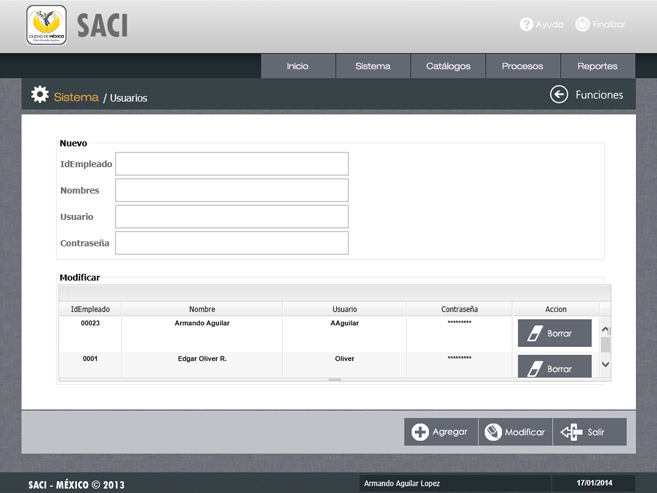 CIUDAD DE MÉXICO
SACI
Ayuda
Finalizar
Inicio
Sistema
Catálogos
Procesos
Reportes
Sistema / Usuarios
Funciones
Nuevo
IdEmpleado
Nombres
Usuario
Contraseña
Modificar
IdEmpleado Nombre Usuario Contraseña Accion
00023 Armando Aguilar AAguilar ********* Borrar
0001 Edgar Oliver R. Oliver ********* Borrar
Agregar
Modificar
Salir
SACI - MÉXICO © 2013
Armando Aguilar Lopez
17/01/2014